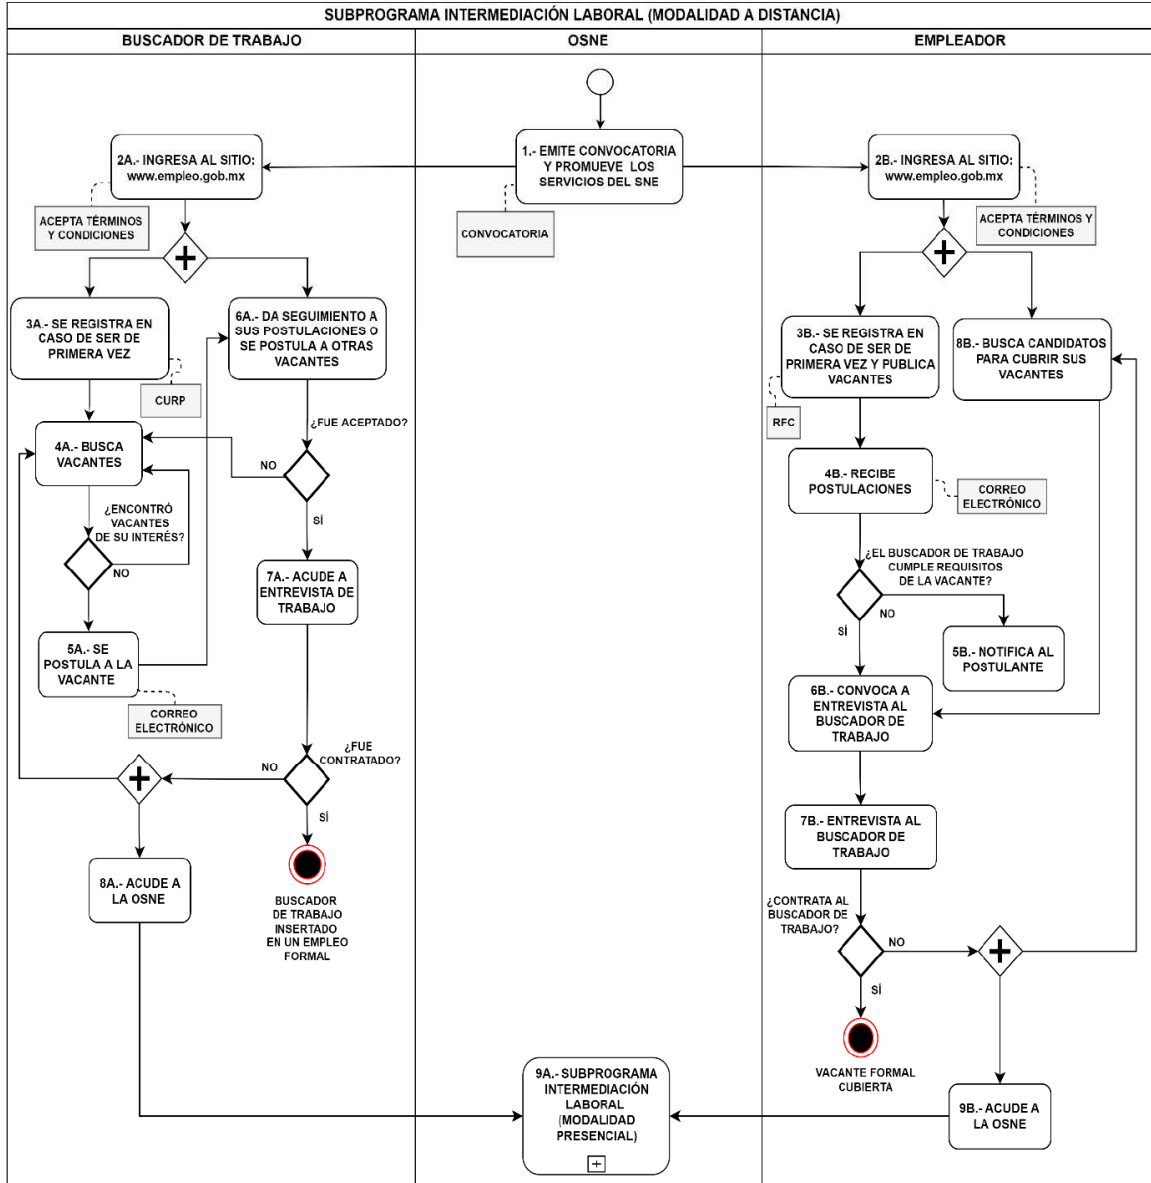 SUBPROGRAMA INTERMEDIACIÓN LABORAL (MODALIDAD A DISTANCIA)
BUSCADOR DE TRABAJO
OSNE
EMPLEADOR
1.- EMITE CONVOCATORIA
Y PROMUEVE LOS
SERVICIOS DEL SNE
CONVOCATORIA
2A.- INGRESA AL SITIO:
www.empleo.gob.mx
ACEPTA TÉRMINOS
Y CONDICIONES
3A.- SE REGISTRA EN
CASO DE SER DE
PRIMERA VEZ
CURP
6A.- DA SEGUIMIENTO A
SUS POSTULACIONES O
SE POSTULA A OTRAS
VACANTES
¿FUE ACEPTADO?
NO
SÍ
4A.- BUSCA
VACANTES
¿ENCONTRÓ
VACANTES
DE SU INTERÉS?
NO
7A.- ACUDE A
ENTREVISTA DE
TRABAJO
5A.- SE
POSTULA A LA
VACANTE
CORREO
ELECTRÓNICO
¿FUE
CONTRATADO?
NO
SÍ
8A.- ACUDE A
LA OSNE
BUSCADOR
DE TRABAJO
INSERTADO
EN UN EMPLEO
FORMAL
2B.- INGRESA AL SITIO:
www.empleo.gob.mx
ACEPTA TÉRMINOS Y
CONDICIONES
3B.- SE REGISTRA EN
CASO DE SER DE
PRIMERA VEZ Y PUBLICA
VACANTES
RFC
8B.- BUSCA CANDIDATOS
PARA CUBRIR SUS
VACANTES
4B.- RECIBE
POSTULACIONES
CORREO
ELECTRÓNICO
¿EL BUSCADOR DE TRABAJO
CUMPLE REQUISITOS
DE LA VACANTE?
NO
SÍ
5B.- NOTIFICA AL
POSTULANTE
6B.- CONVOCA A
ENTREVISTA AL
BUSCADOR DE
TRABAJO
7B.- ENTREVISTA AL
BUSCADOR DE
TRABAJO
¿CONTRATA AL
BUSCADOR DE
TRABAJO?
NO
SÍ
VACANTE FORMAL
CUBIERTA
9B.- ACUDE A
LA OSNE
9A.- SUBPROGRAMA
INTERMEDIACIÓN
LABORAL
(MODALIDAD
PRESENCIAL)